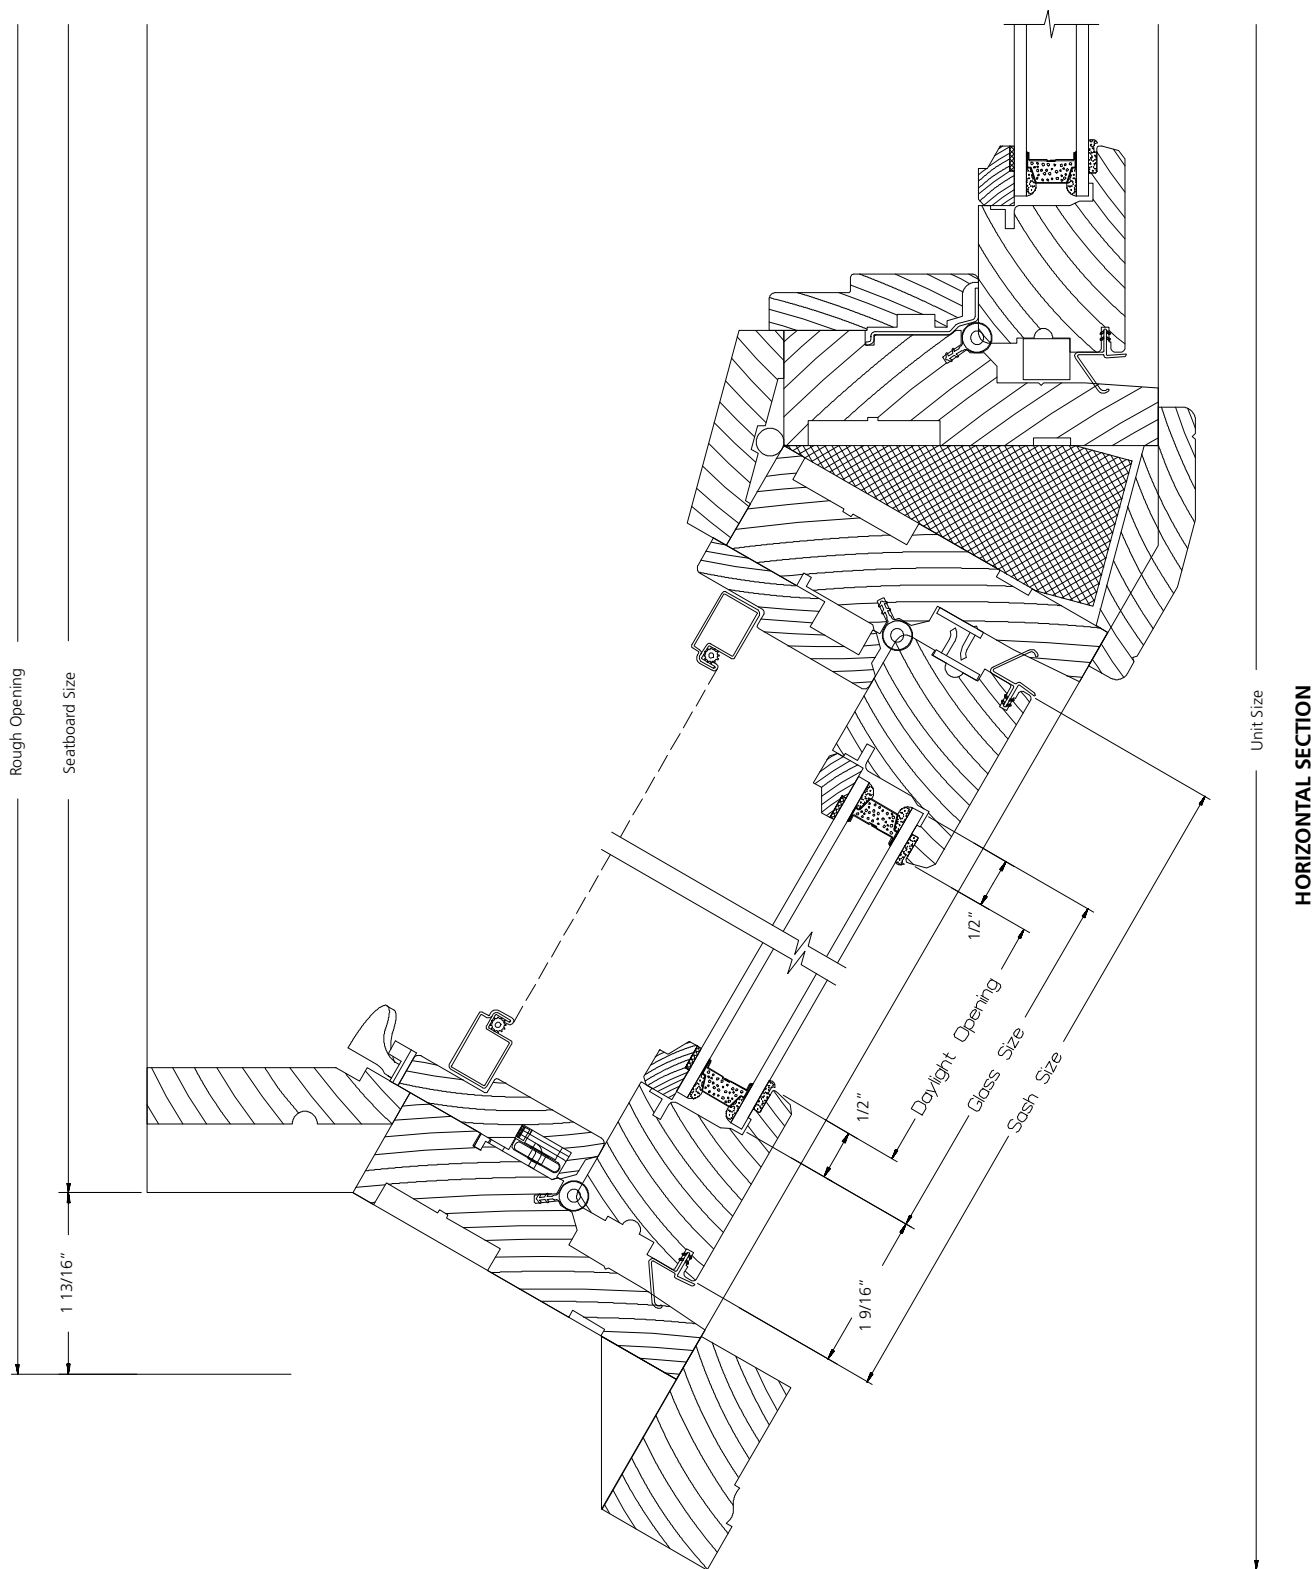 Rough Opening
Seatboard Size
1 13/16"
Unit Size
HORIZONTAL SECTION
1/2"
Daylight Opening
Glass Size
Sash Size
1/2"
1 9/16"